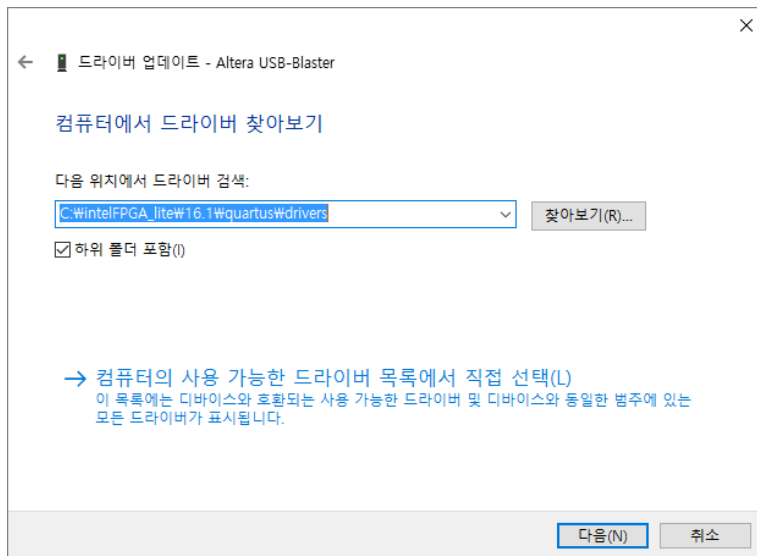 드라이버 업데이트 - Altera USB-Blaster
컴퓨터에서 드라이버 찾아보기
다음 위치에서 드라이버 검색:
C:₩intelFPGA_lite₩16.1₩quartus₩drivers
찾아보기(R)...
하위 폴더 포함(I)
→ 컴퓨터의 사용 가능한 드라이버 목록에서 직접 선택(L)
이 목록에는 디바이스와 호환되는 사용 가능한 드라이버 및 디바이스와 동일한 범주에 있는
모든 드라이버가 표시됩니다.
다음(N)
취소